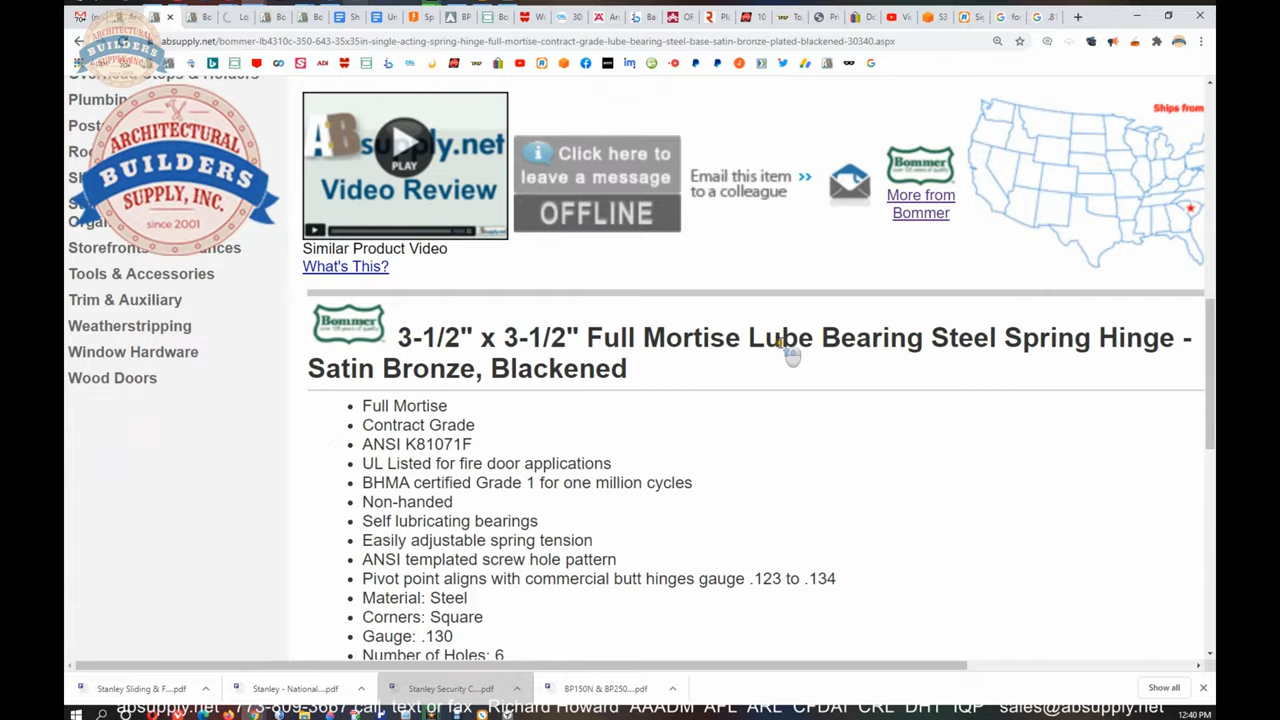 absupply.net/bommer-lb4310c-350-643-35x35in-single-acting-spring-hinge-full-mortise-contract-grade-lube-bearing-steel-base-satin-bronze-plated-blackened-30340.aspx
Overhead Stops & Holders
Plumbin
Post
Ro
ARCHITECTURAL
BUILDERS
SUPPLY, INC.
since 2001
Storefronts
Tools & Accessories
Trim & Auxiliary
Weatherstripping
Window Hardware
Wood Doors
ABsupply.net
PLAY
Video Review
Similar Product Video
What's This?
Click here to
leave a message
OFFLINE
Email this item
to a colleague
Bommer
More from
Bommer
Ships from
Bommer
3-1/2" x 3-1/2" Full Mortise Lube Bearing Steel Spring Hinge -
Satin Bronze, Blackened
• Full Mortise
• Contract Grade
• ANSI K81071F
• UL Listed for fire door applications
• BHMA certified Grade 1 for one million cycles
• Non-handed
• Self lubricating bearings
• Easily adjustable spring tension
• ANSI templated screw hole pattern
• Pivot point aligns with commercial butt hinges gauge .123 to .134
• Material: Steel
• Corners: Square
• Gauge: .130
• Number of Holes: 6
Stanley Sliding & F....pdf
Stanley - National....pdf
Stanley Security C....pdf
BP150N & BP250....pdf
Show all
absupply.net - 773-809-3667 call, text or fax - Richard Howard AAADM AFL ARL CFDAI CRL DHT IQP sales@absupply.net
12:40 PM